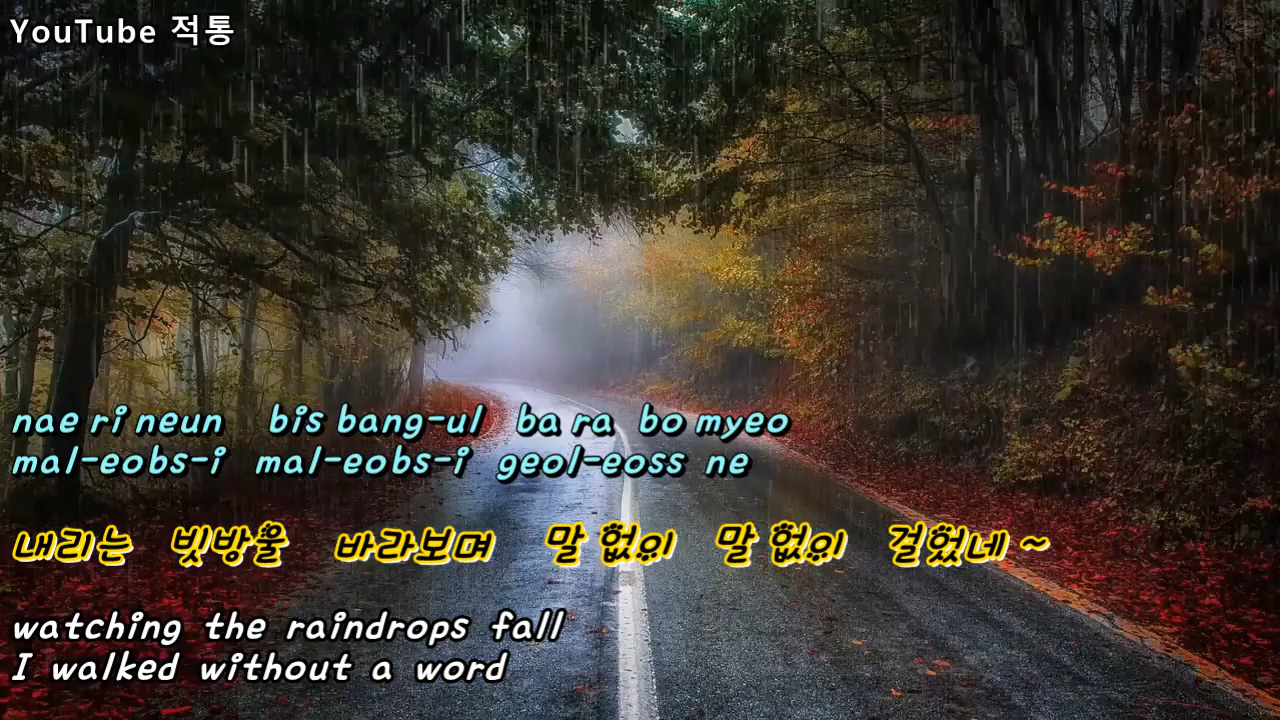 YouTube 적통
nae ri neun bis bang-ul ba ra bo myeo
mal-eobs-i mal-eobs-i geol-eoss ne
내리는 빗방울 바라보며 말 없이 말 없이 걸었네 ~
watching the raindrops fall
I walked without a word